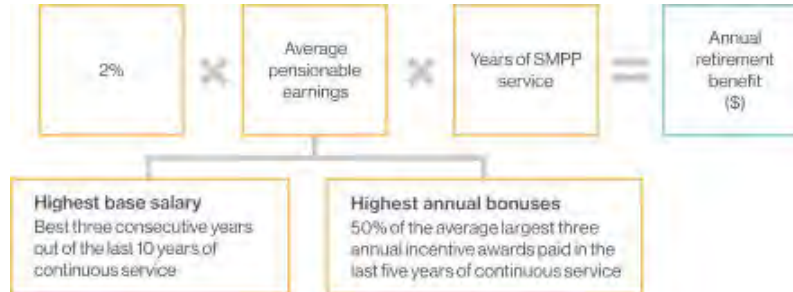 2%
×
Average
pensionable
earnings
×
Years of SMPP
service
=
Annual
retirement
benefit
($)
Highest base salary
Best three consecutive years
out of the last 10 years of
continuous service
Highest annual bonuses
50% of the average largest three
annual incentive awards paid in the
last five years of continuous service